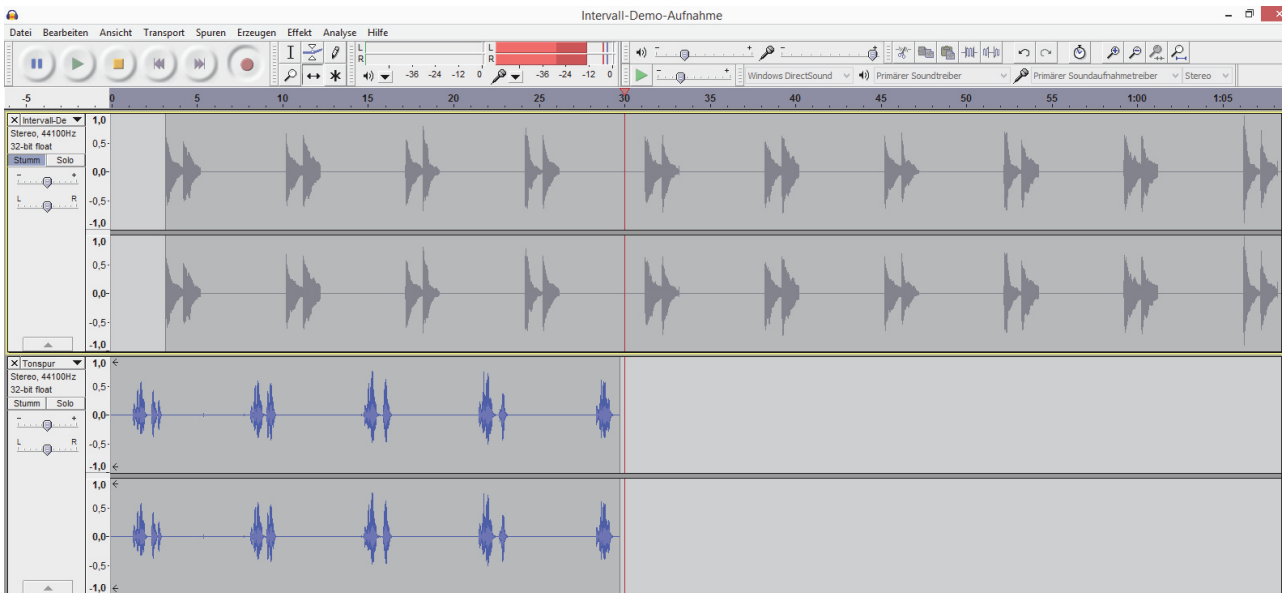 Intervall-Demo-Aufnahme
Datei Bearbeiten Ansicht Transport Spuren Erzeugen Effekt Analyse Hilfe
L
R
-36 -24 -12 0
L
R
-36 -24 -12 0
- +
- +
- +
Windows DirectSound
Primärer Soundtreiber
Primärer Soundaufnahmetreiber
Stereo
-5 0 5 10 15 20 25 30 35 40 45 50 55 1:00 1:05
X Intervall-De
Stereo, 44100Hz
32-bit float
Stumm Solo
- +
L R
1,0
0,5-
0,0-
-0,5-
-1,0
1,0
0,5-
0,0-
-0,5-
-1,0
X Tonspur
Stereo, 44100Hz
32-bit float
Stumm Solo
- +
L R
1,0
0,5-
0,0-
-0,5-
-1,0
1,0
0,5-
0,0-
-0,5-
-1,0